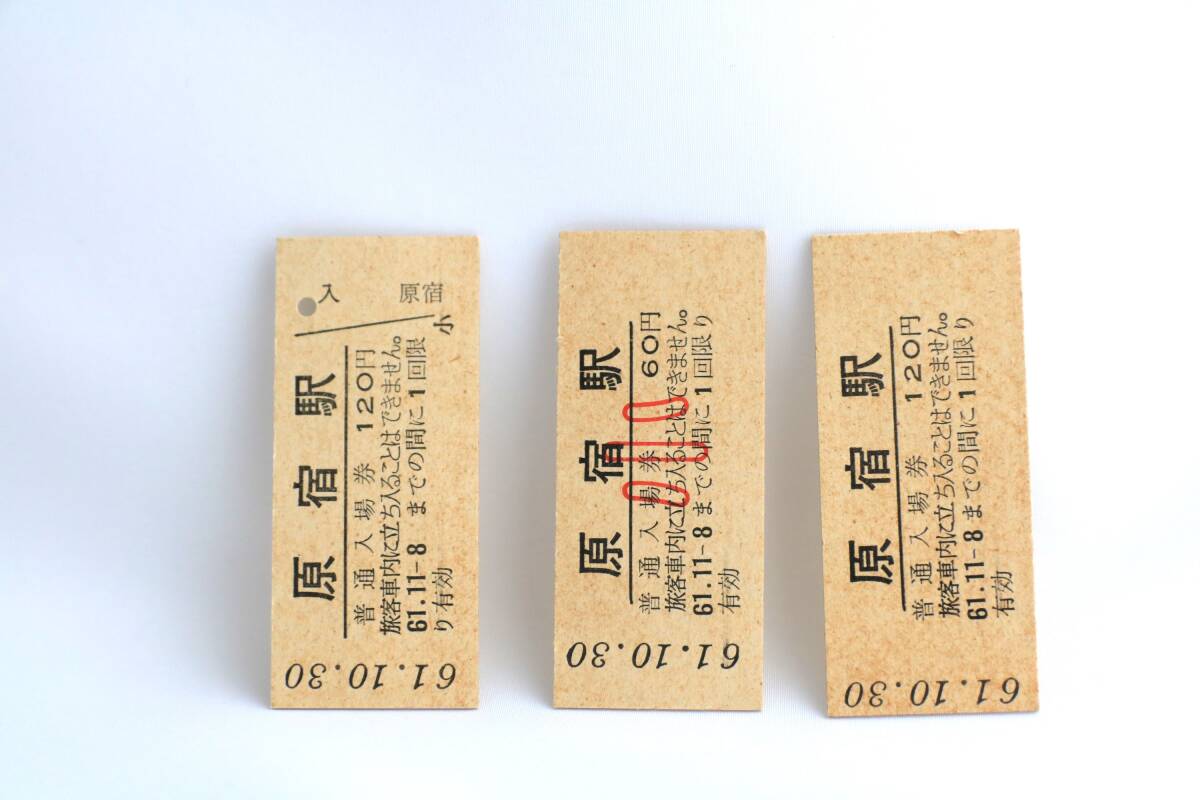 入 原宿
小
原宿駅
普通入場券 120円
旅客車内に立ち入ることはできません。
61.11-8までの間に1回限
り有効
61.10.30
原宿駅
普通入場券 60円
旅客車内に立ち入ることはできません。
61.11-8までの間に1回限り
有効
小
61.10.30
原宿駅
普通入場券 120円
旅客車内に立ち入ることはできません。
61.11-8までの間に1回限り
有効
61.10.30